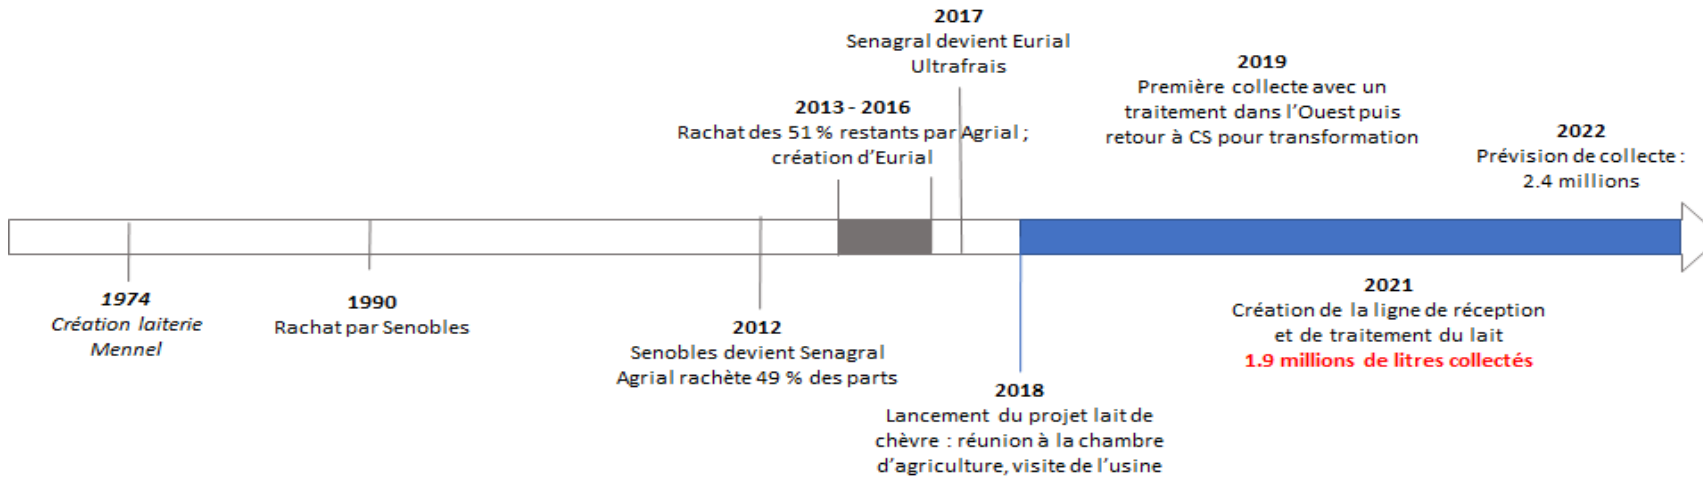 1974
Création laiterie
Mennel
1990
Rachat par Senobles
2012
Senobles devient Senagral
Agrial rachète 49 % des parts
2013 - 2016
Rachat des 51 % restants par Agrial ;
création d'Eurial
2017
Senagral devient Eurial
Ultrafrais
2018
Lancement du projet lait de
chèvre : réunion à la chambre
d'agriculture, visite de l'usine
2019
Première collecte avec un
traitement dans l'Ouest puis
retour à CS pour transformation
2021
Création de la ligne de réception
et de traitement du lait
1.9 millions de litres collectés
2022
Prévision de collecte :
2.4 millions